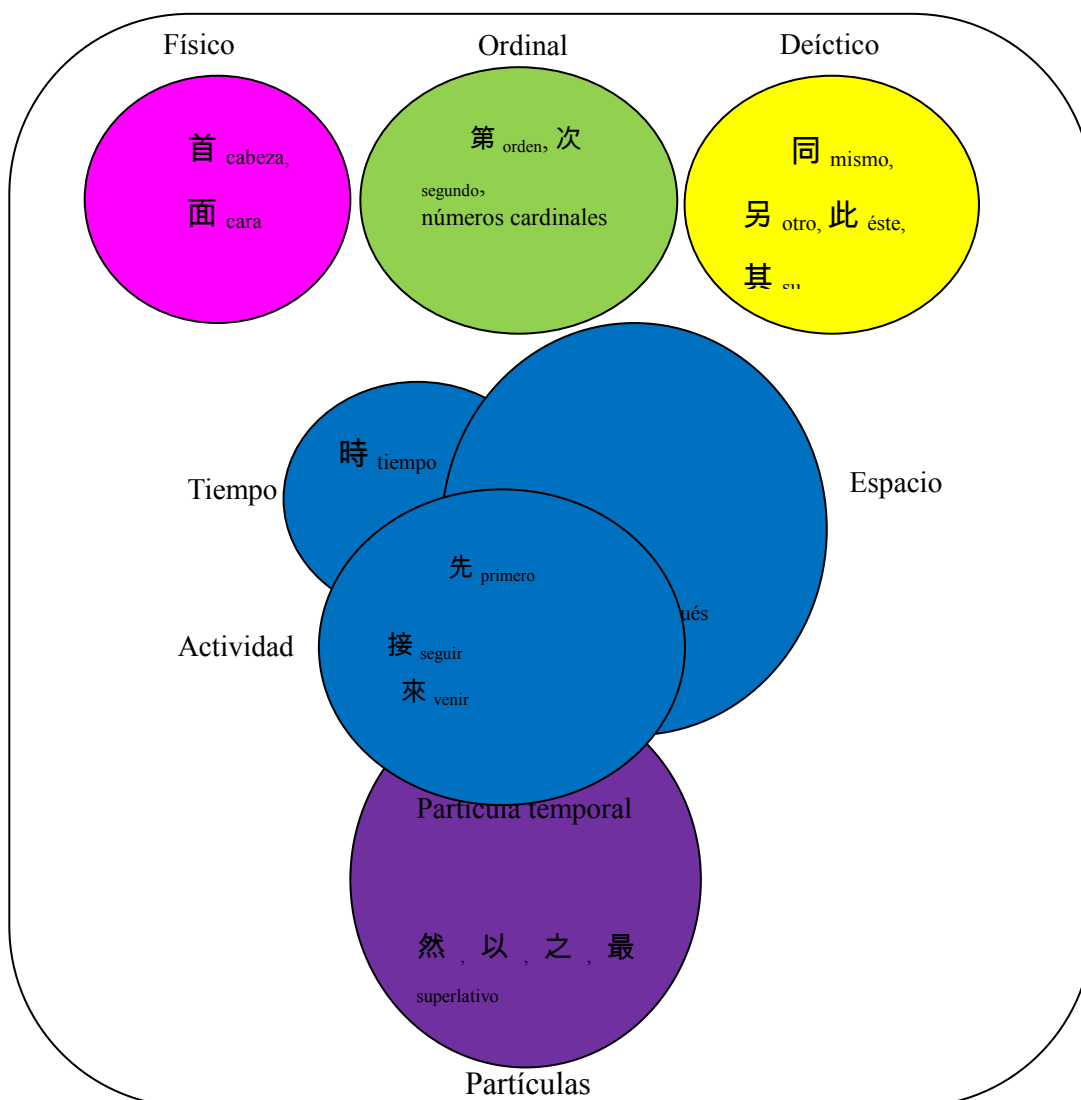 Físico
Ordinal
Deíctico
首 cabeza,
面 cara
第 orden, 次
segundo,
números cardinales
同 mismo,
另 otro, 此 éste,
其 su
時 tiempo
Tiempo
Espacio
先 primero
ués
Actividad
接 seguir
來 venir
Partícula temporal
然 , 以 , 之 , 最
superlativo
Partículas